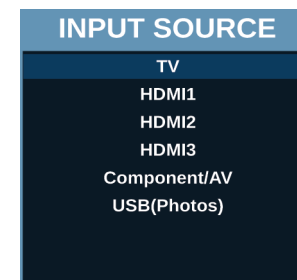 INPUT SOURCE
TV
HDMI1
HDMI2
HDMI3
Component/AV
USB(Photos)